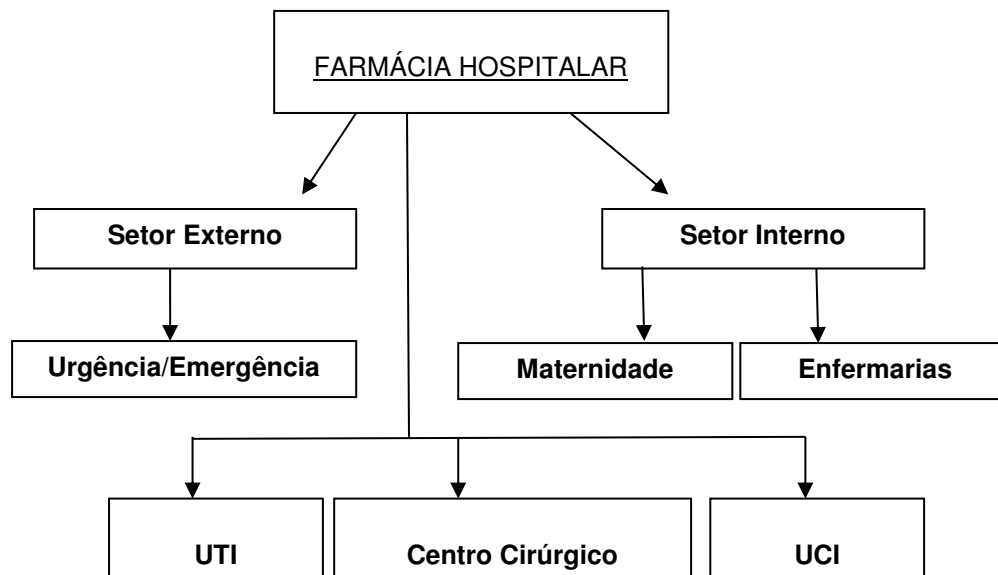 FARMÁCIA HOSPITALAR
Setor Externo
Setor Interno
Urgência/Emergência
Maternidade
Enfermarias
UTI
Centro Cirúrgico
UCI